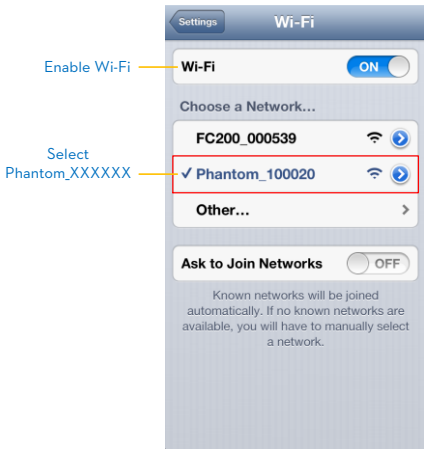 Settings
Wi-Fi
Enable Wi-Fi
Wi-Fi
ON
Choose a Network...
FC200_000539
Select
Phantom_XXXXXX
Phantom_100020
Other...
Ask to Join Networks
OFF
Known networks will be joined
automatically. If no known networks are
available, you will have to manually select
a network.